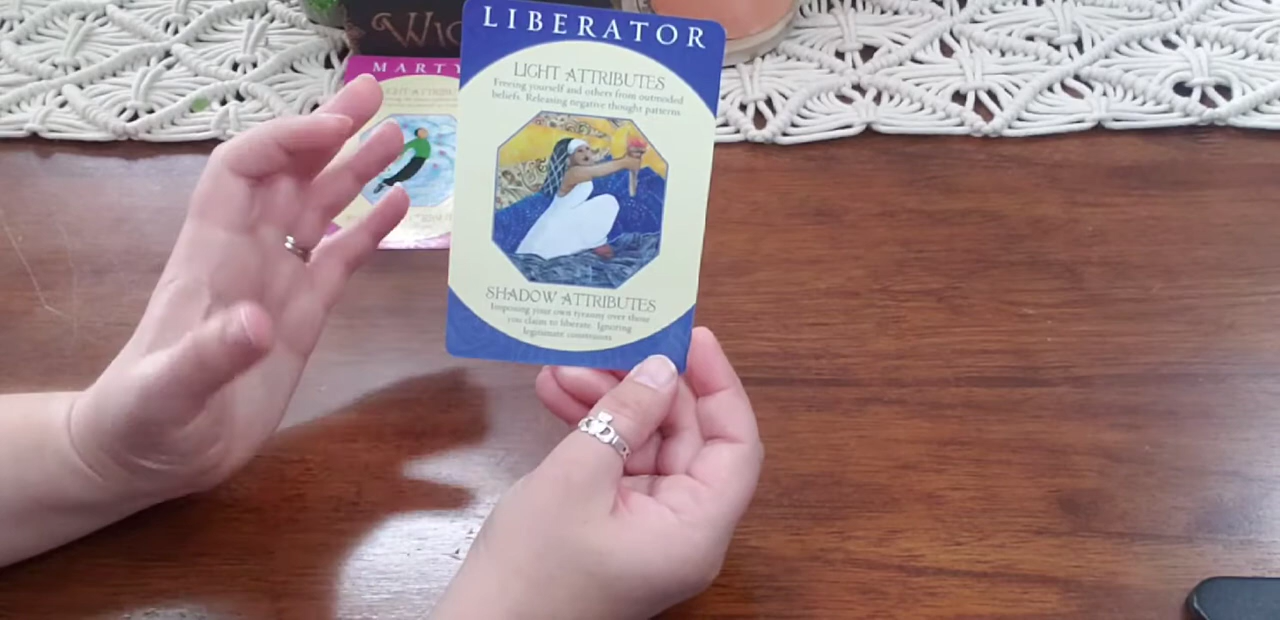 WIC
MARTY
LIBERATOR
LIGHT ATTRIBUTES
Freeing yourself and others from outmoded
beliefs. Releasing negative thought patterns.
SHADOW ATTRIBUTES
Imposing your own tyranny over those
you claim to liberate. Ignoring
legitimate constraints.